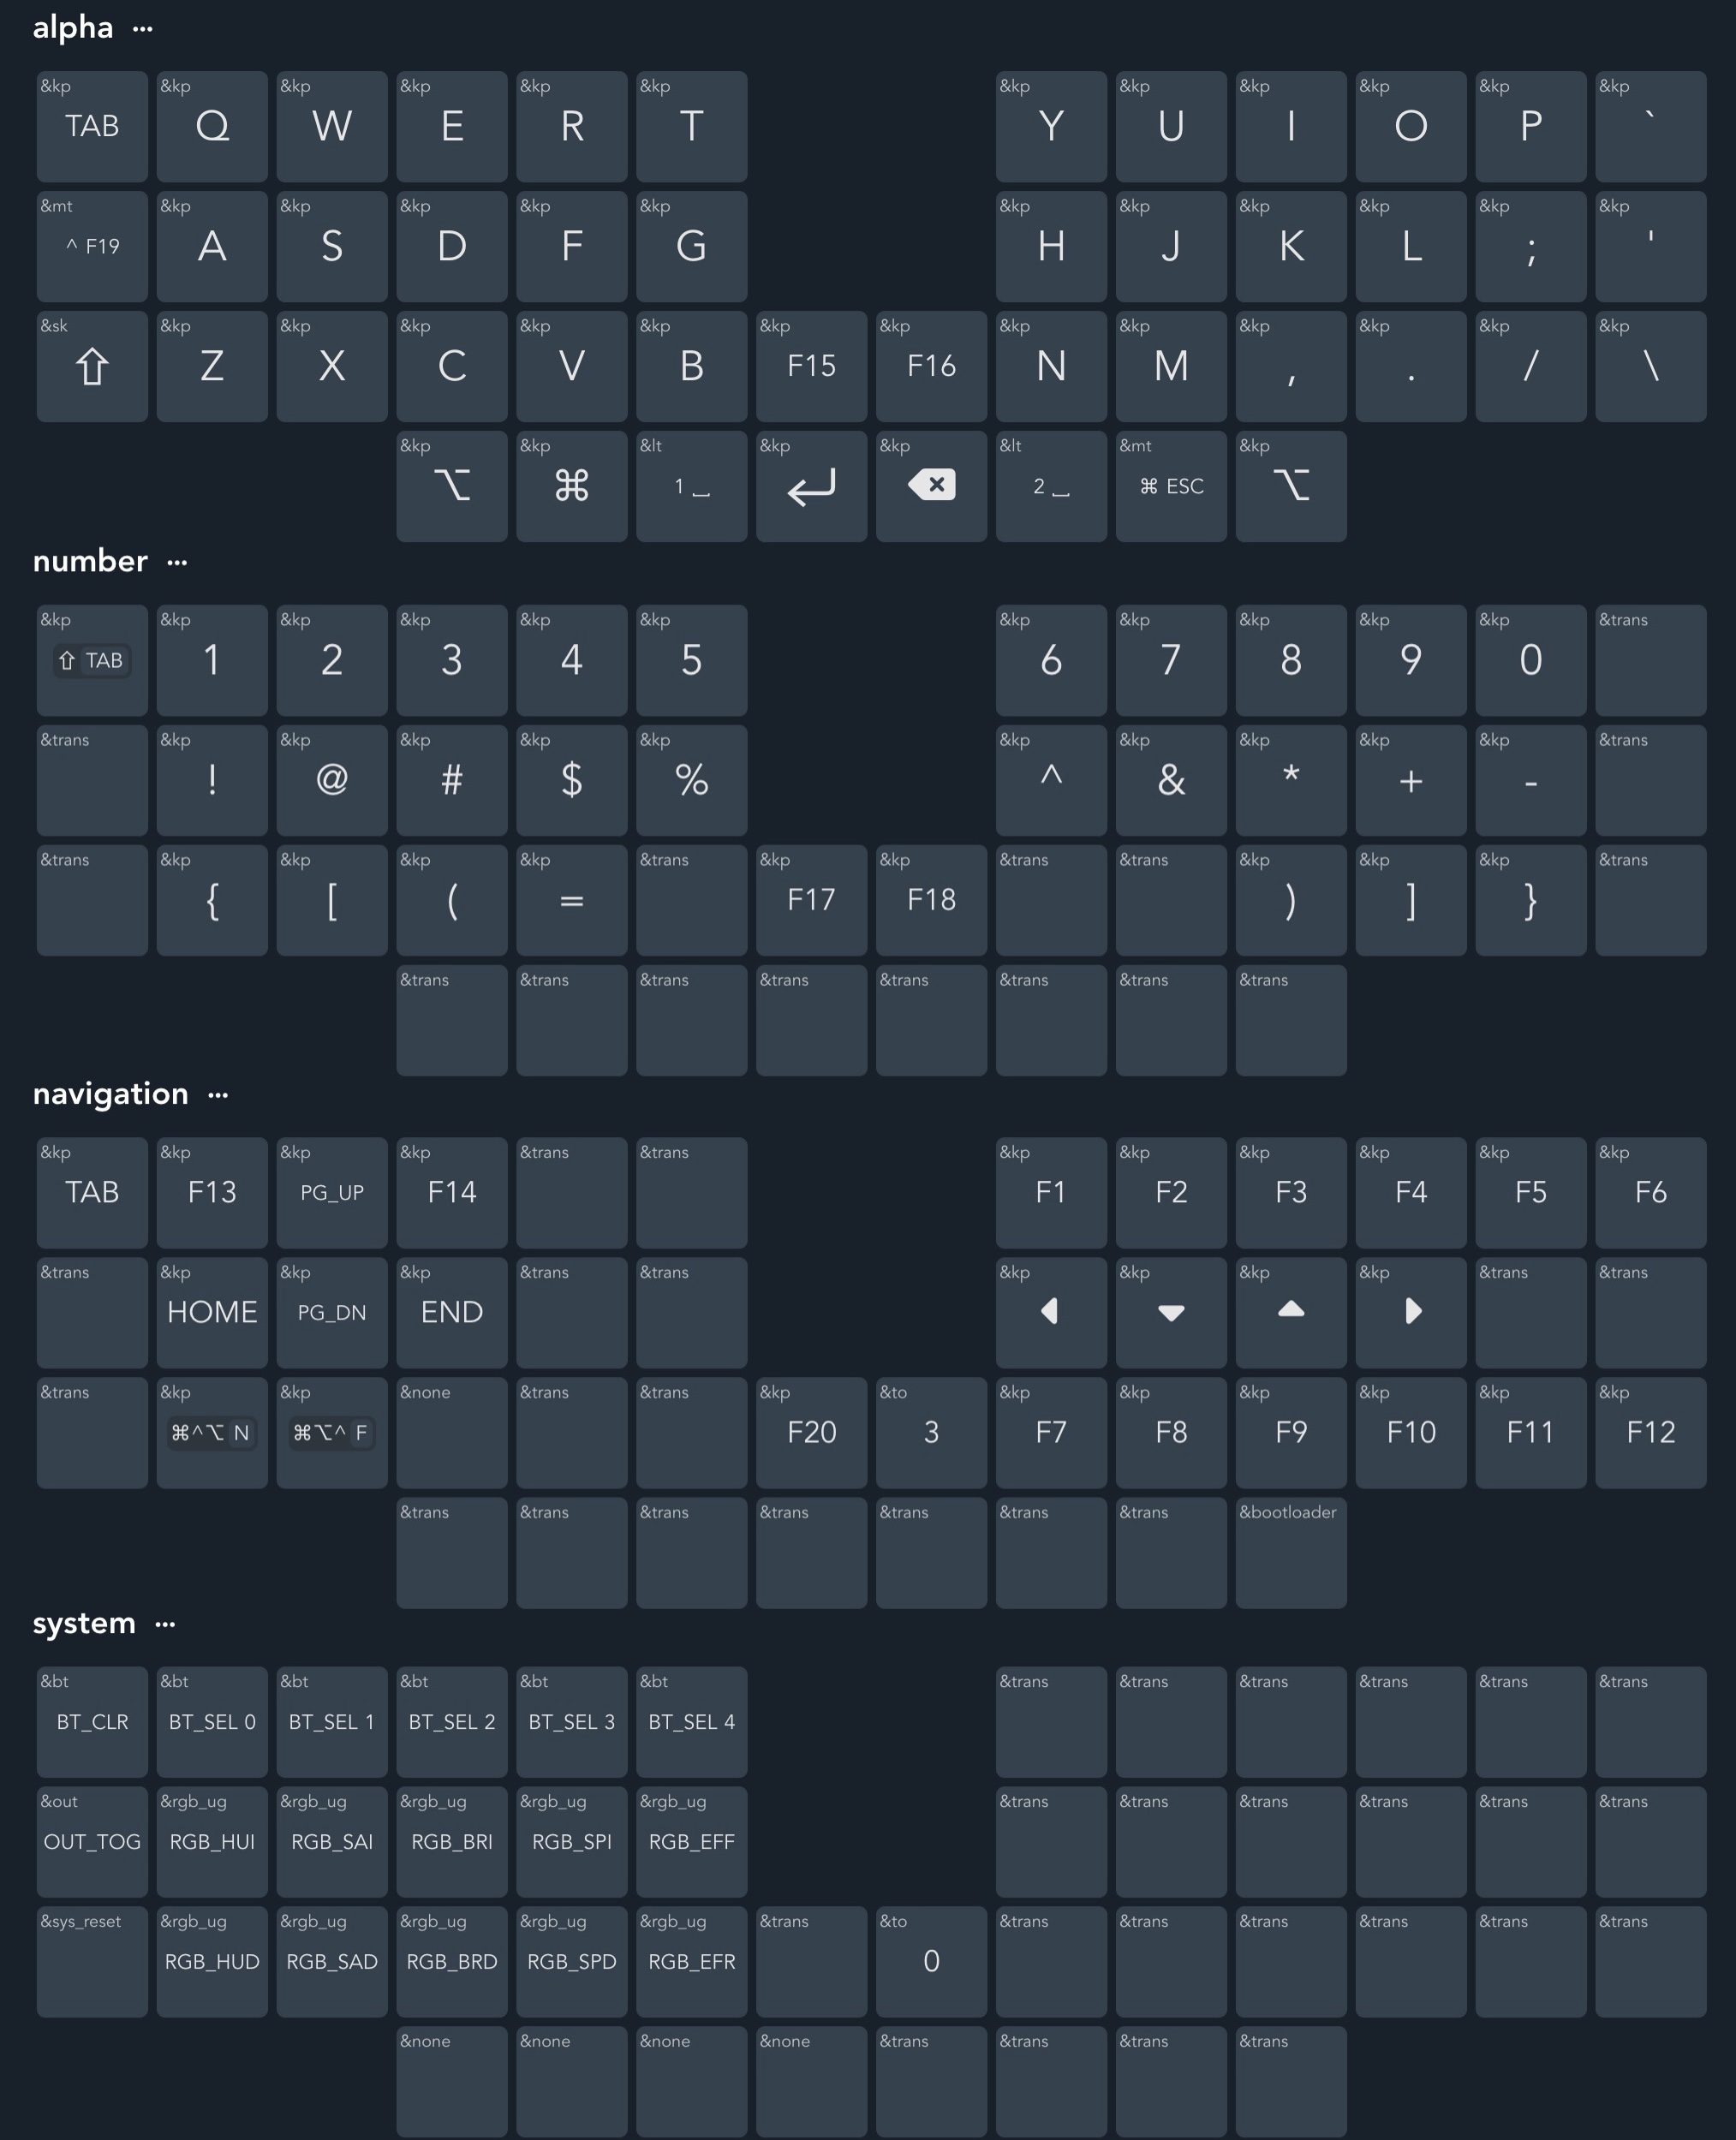 alpha ...
&kp &kp &kp &kp &kp &kp &kp &kp &kp &kp &kp &kp
TAB Q W E R T Y U I O P `
&mt &kp &kp &kp &kp &kp &kp &kp &kp &kp &kp &kp
^ F19 A S D F G H J K L ; '
&sk &kp &kp &kp &kp &kp &kp &kp &kp &kp &kp &kp &kp &kp
⇧ Z X C V B F15 F16 N M , . / \
&kp &kp &lt &kp &kp &lt &mt &kp
⌥ ⌘ 1 ⎵ ↵ ⌫ 2 ⎵ ⌘ ESC ⌥
number ...
&kp &kp &kp &kp &kp &kp &kp &kp &kp &kp &kp &trans
⇧ TAB 1 2 3 4 5 6 7 8 9 0
&trans &kp &kp &kp &kp &kp &kp &kp &kp &kp &kp &trans
! @ # $ % ^ & * + -
&trans &kp &kp &kp &kp &trans &kp &kp &trans &trans &kp &kp &kp &trans
{ [ ( = F17 F18 ) ] }
&trans &trans &trans &trans &trans &trans &trans &trans
navigation ...
&kp &kp &kp &kp &trans &trans &kp &kp &kp &kp &kp &kp
TAB F13 PG_UP F14 F1 F2 F3 F4 F5 F6
&trans &kp &kp &kp &trans &trans &kp &kp &kp &kp &trans &trans
HOME PG_DN END
&trans &kp &kp &none &trans &trans &kp &to &kp &kp &kp &kp &kp &kp
⌘^⌥ N ⌘⌥^ F F20 3 F7 F8 F9 F10 F11 F12
&trans &trans &trans &trans &trans &trans &trans &bootloader
system ...
&bt &bt &bt &bt &bt &bt &trans &trans &trans &trans &trans &trans
BT_CLR BT_SEL 0 BT_SEL 1 BT_SEL 2 BT_SEL 3 BT_SEL 4
&out &rgb_ug &rgb_ug &rgb_ug &rgb_ug &rgb_ug &trans &trans &trans &trans &trans &trans
OUT_TOG RGB_HUI RGB_SAI RGB_BRI RGB_SPI RGB_EFF
&sys_reset &rgb_ug &rgb_ug &rgb_ug &rgb_ug &rgb_ug &trans &to &trans &trans &trans &trans &trans &trans
RGB_HUD RGB_SAD RGB_BRD RGB_SPD RGB_EFR 0
&none &none &none &none &trans &trans &trans &trans